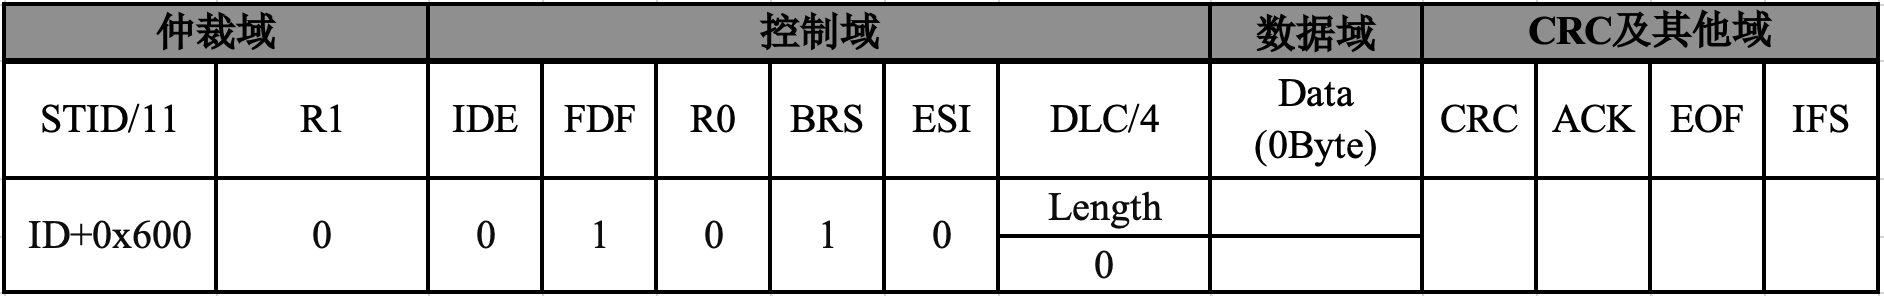 仲裁域 控制域 数据域 CRC及其他域
STID/11 R1 IDE FDF R0 BRS ESI DLC/4 Data (0Byte) CRC ACK EOF IFS
ID+0x600 0 0 1 0 1 0 Length
0